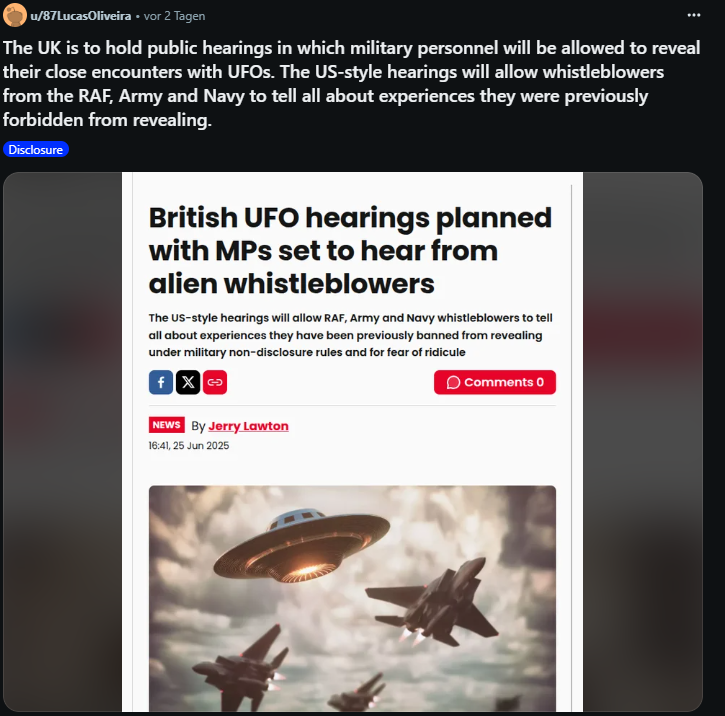 u/87LucasOliveira • vor 2 Tagen
The UK is to hold public hearings in which military personnel will be allowed to reveal
their close encounters with UFOs. The US-style hearings will allow whistleblowers
from the RAF, Army and Navy to tell all about experiences they were previously
forbidden from revealing.
Disclosure
British UFO hearings planned
with MPs set to hear from
alien whistleblowers
The US-style hearings will allow RAF, Army and Navy whistleblowers to tell
all about experiences they have been previously banned from revealing
under military non-disclosure rules and for fear of ridicule
Comments 0
NEWS By Jerry Lawton
16:41, 25 Jun 2025